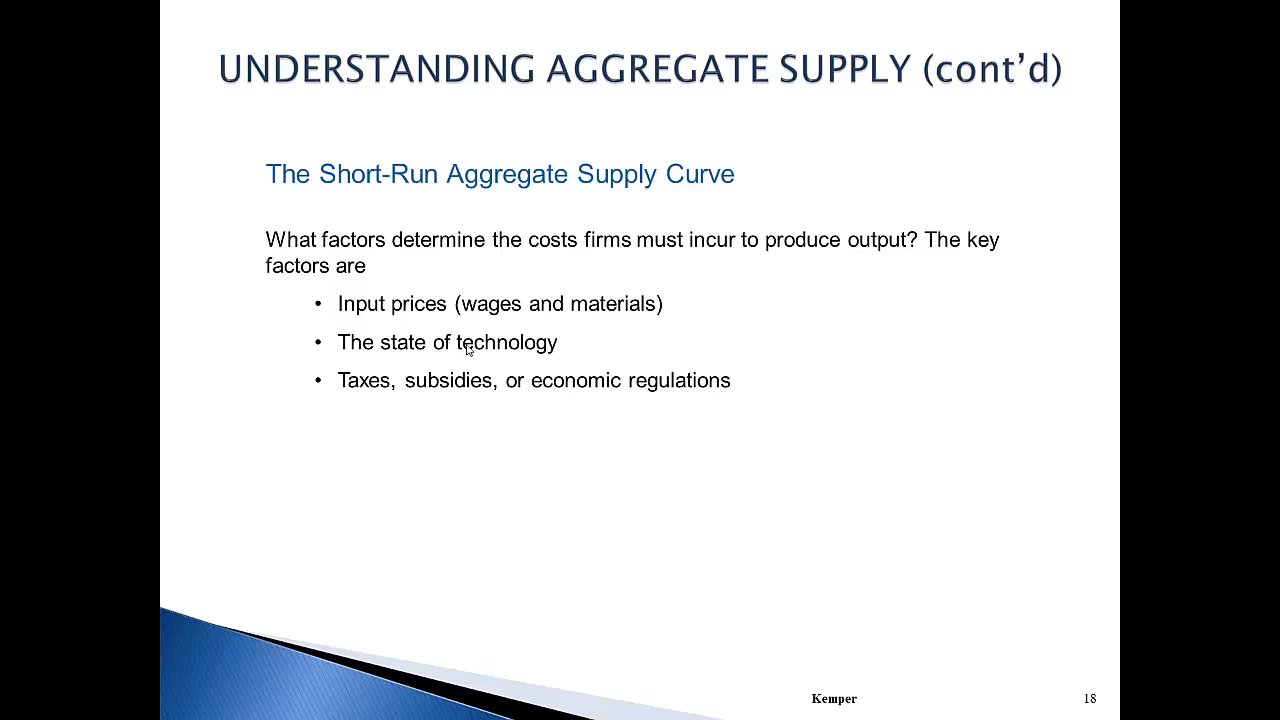 UNDERSTANDING AGGREGATE SUPPLY (cont’d)
The Short-Run Aggregate Supply Curve
What factors determine the costs firms must incur to produce output? The key
factors are
• Input prices (wages and materials)
• The state of technology
• Taxes, subsidies, or economic regulations
Kemper 18